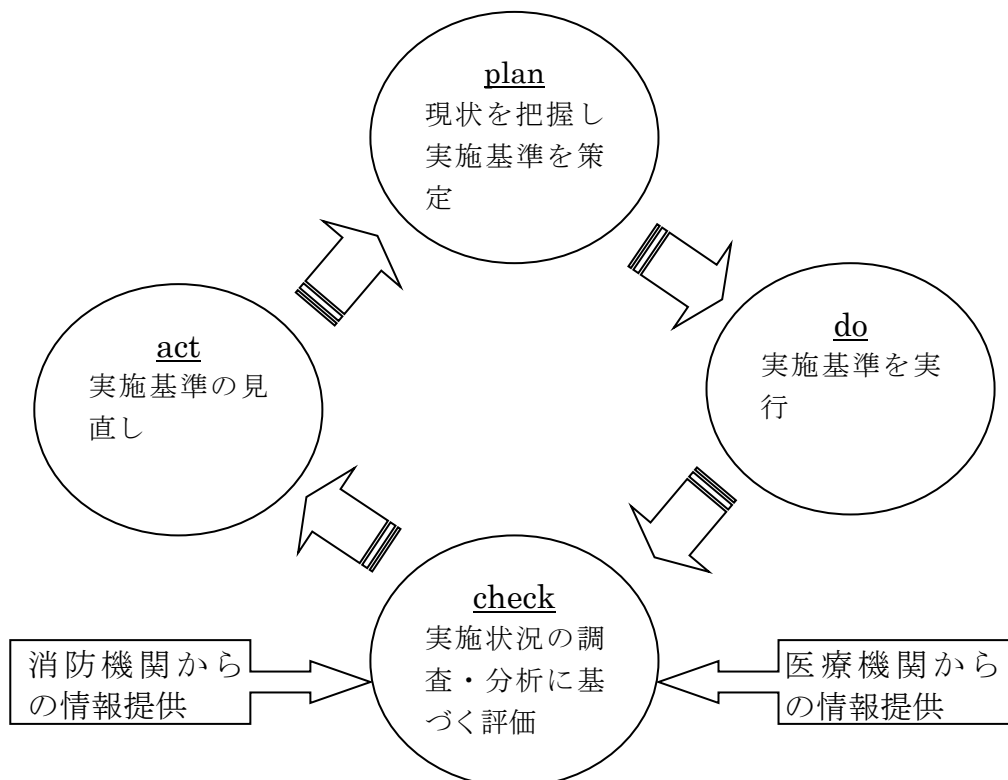 plan
現状を把握し
実施基準を策
定
do
実施基準を実
行
act
実施基準の見
直し
check
実施状況の調
査・分析に基
づく評価
消防機関から
の情報提供
医療機関から
の情報提供